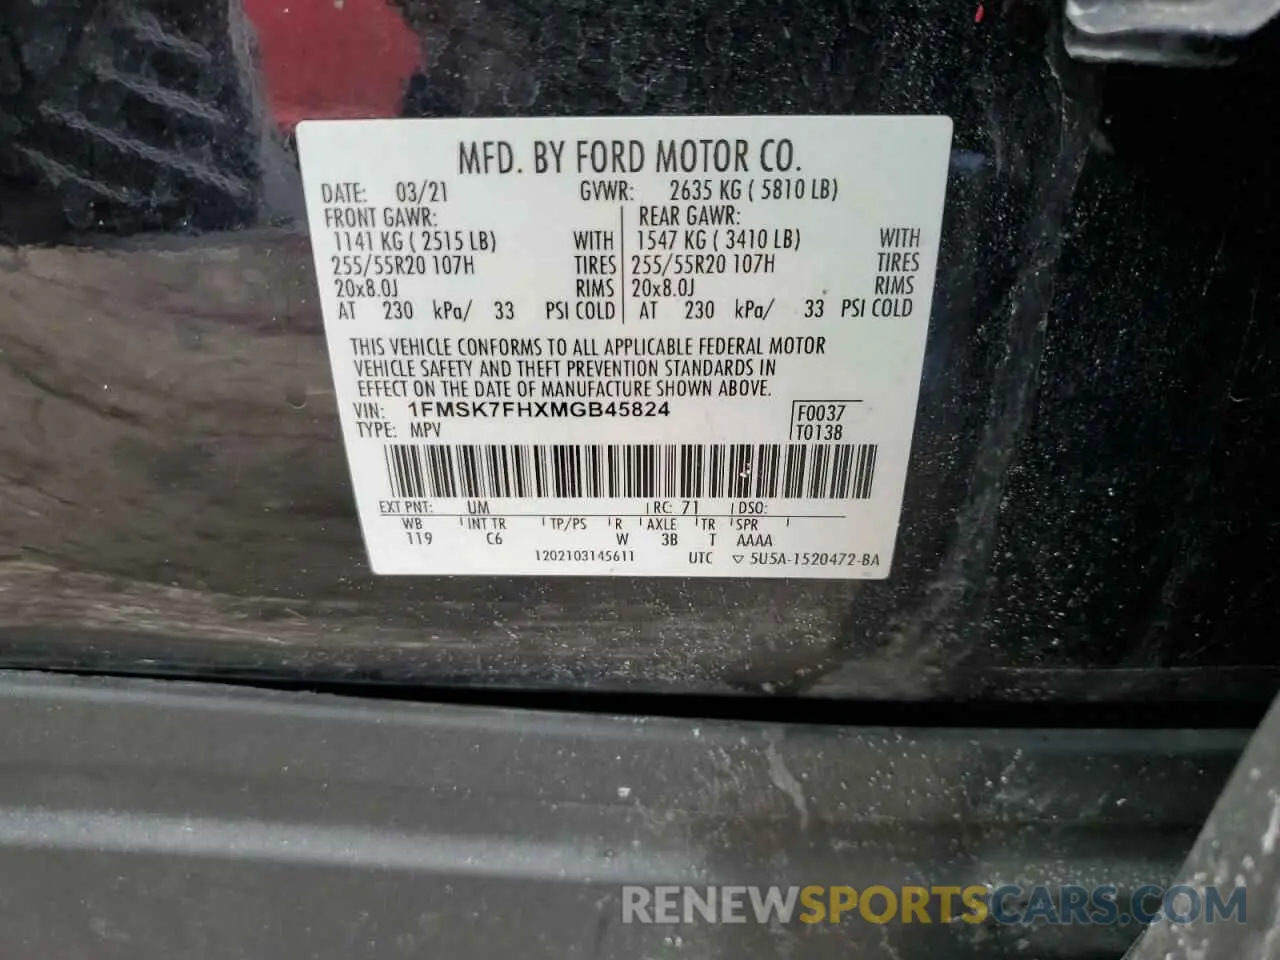 MFD. BY FORD MOTOR CO.
DATE: 03/21 GVWR: 2635 KG ( 5810 LB)
FRONT GAWR: REAR GAWR:
1141 KG ( 2515 LB) WITH 1547 KG ( 3410 LB) WITH
255/55R20 107H TIRES 255/55R20 107H TIRES
20x8.0J RIMS 20x8.0J RIMS
AT 230 kPa/ 33 PSI COLD AT 230 kPa/ 33 PSI COLD
THIS VEHICLE CONFORMS TO ALL APPLICABLE FEDERAL MOTOR
VEHICLE SAFETY AND THEFT PREVENTION STANDARDS IN
EFFECT ON THE DATE OF MANUFACTURE SHOWN ABOVE.
VIN: 1FMSK7FHXMGB45824 F0037
TYPE: MPV T0138
EXT PNT: UM RC: 71 DSO:
WB INT TR TP/PS R AXLE TR SPR
119 C6 W 3B T AAAA
1202103145611 UTC ▽ 5U5A-1520472-BA
RENEWSPORTSCARS.COM